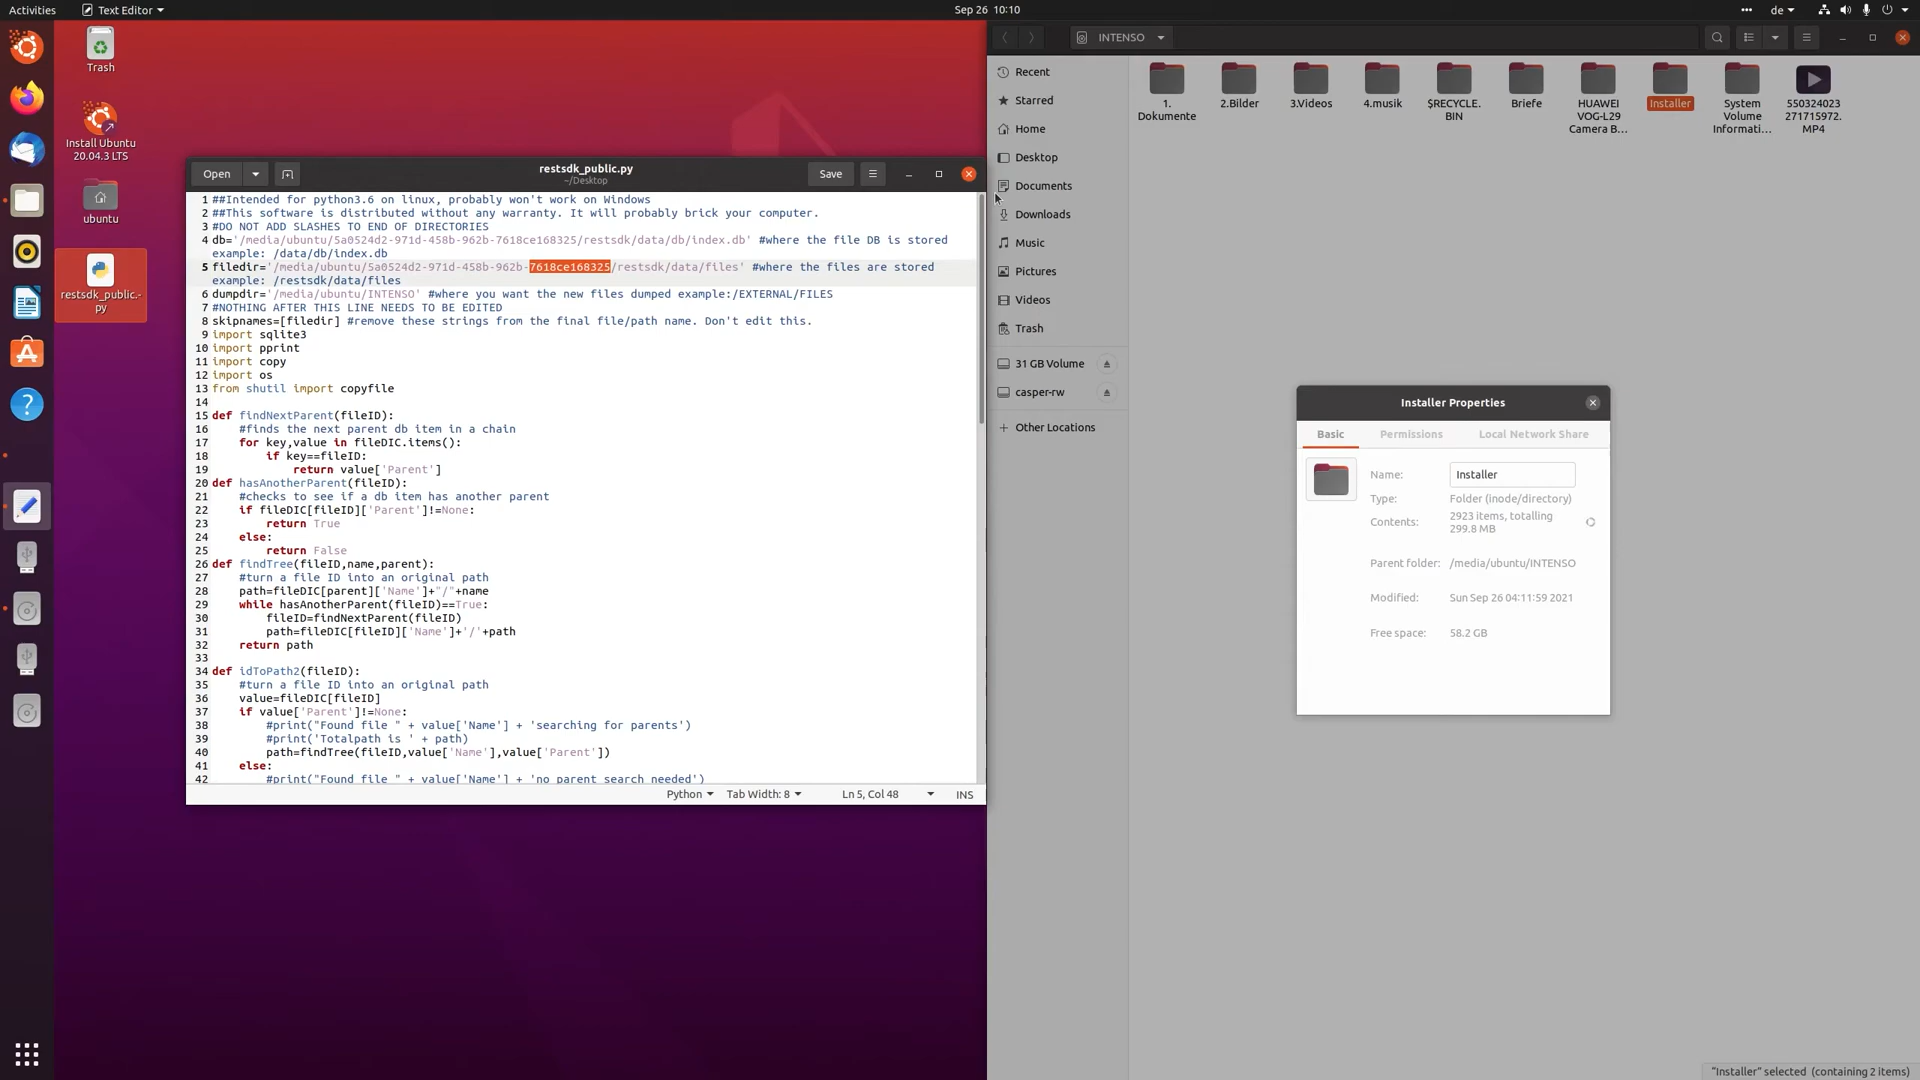 Activities
Text Editor
Sep 26 10:10
de
Trash
Install Ubuntu
20.04.3 LTS
ubuntu
restsdk_public.-
py
Open
restsdk_public.py
~/Desktop
Save
1 ##Intended for python3.6 on linux, probably won't work on Windows
2 ##This software is distributed without any warranty. It will probably brick your computer.
3 #DO NOT ADD SLASHES TO END OF DIRECTORIES
4 db='/media/ubuntu/5a0524d2-971d-458b-962b-7618ce168325/restsdk/data/db/index.db' #where the file DB is stored
example: /data/db/index.db
5 filedir='/media/ubuntu/5a0524d2-971d-458b-962b-7618ce168325/restsdk/data/files' #where the files are stored
example: /restsdk/data/files
6 dumpdir='/media/ubuntu/INTENSO' #where you want the new files dumped example:/EXTERNAL/FILES
7 #NOTHING AFTER THIS LINE NEEDS TO BE EDITED
8 skipnames=[filedir] #remove these strings from the final file/path name. Don't edit this.
9 import sqlite3
10 import pprint
11 import copy
12 import os
13 from shutil import copyfile
14
15 def findNextParent(fileID):
16     #finds the next parent db item in a chain
17     for key,value in fileDIC.items():
18         if key==fileID:
19             return value['Parent']
20 def hasAnotherParent(fileID):
21     #checks to see if a db item has another parent
22     if fileDIC[fileID]['Parent']!=None:
23         return True
24     else:
25         return False
26 def findTree(fileID,name,parent):
27     #turn a file ID into an original path
28     path=fileDIC[parent]['Name']+"/"+name
29     while hasAnotherParent(fileID)==True:
30         fileID=findNextParent(fileID)
31         path=fileDIC[fileID]['Name']+'/'+path
32     return path
33
34 def idToPath2(fileID):
35     #turn a file ID into an original path
36     value=fileDIC[fileID]
37     if value['Parent']!=None:
38         #print("Found file " + value['Name'] + 'searching for parents')
39         #print('Totalpath is ' + path)
40         path=findTree(fileID,value['Name'],value['Parent'])
41     else:
42         #print("Found file " + value['Name'] + 'no parent search needed')
Python
Tab Width: 8
Ln 5, Col 48
INS
INTENSO
Recent
Starred
Home
Desktop
Documents
Downloads
Music
Pictures
Videos
Trash
31 GB Volume
casper-rw
Other Locations
1.
Dokumente
2.Bilder
3.Videos
4.musik
$RECYCLE.
BIN
Briefe
HUAWEI
VOG-L29
Camera B...
Installer
System
Volume
Informati...
550324023
271715972.
MP4
Installer Properties
Basic
Permissions
Local Network Share
Name: Installer
Type: Folder (inode/directory)
Contents: 2923 items, totalling
299.8 MB
Parent folder: /media/ubuntu/INTENSO
Modified: Sun Sep 26 04:11:59 2021
Free space: 58.2 GB
"Installer" selected (containing 2 items)